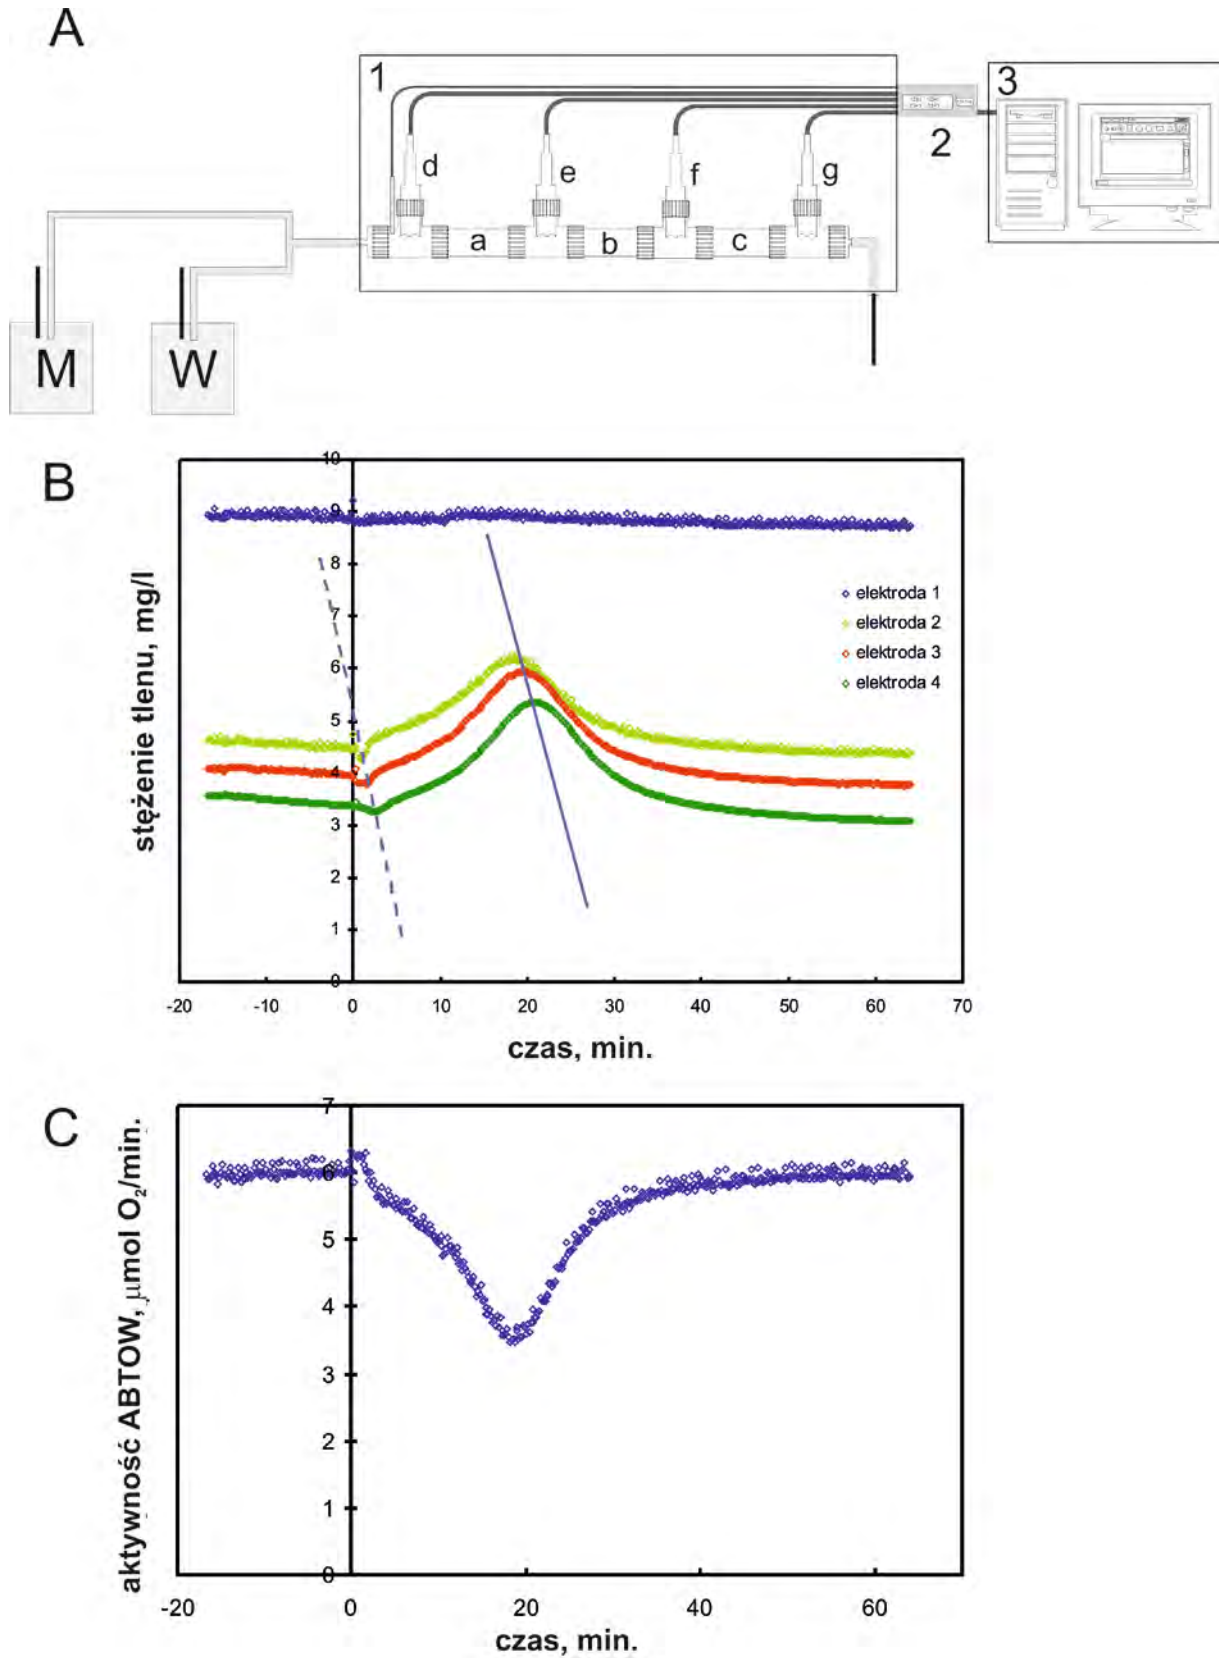 A
1
2
3
d
e
f
g
a
b
c
M
W
B
stężenie tlenu, mg/l
10
9
8
7
6
5
4
3
2
1
0
-20 -10 0 10 20 30 40 50 60 70
czas, min.
elektroda 1
elektroda 2
elektroda 3
elektroda 4
C
aktywność ABTOW, µmol O₂/min.
7
6
5
4
3
2
1
0
-20 0 20 40 60
czas, min.